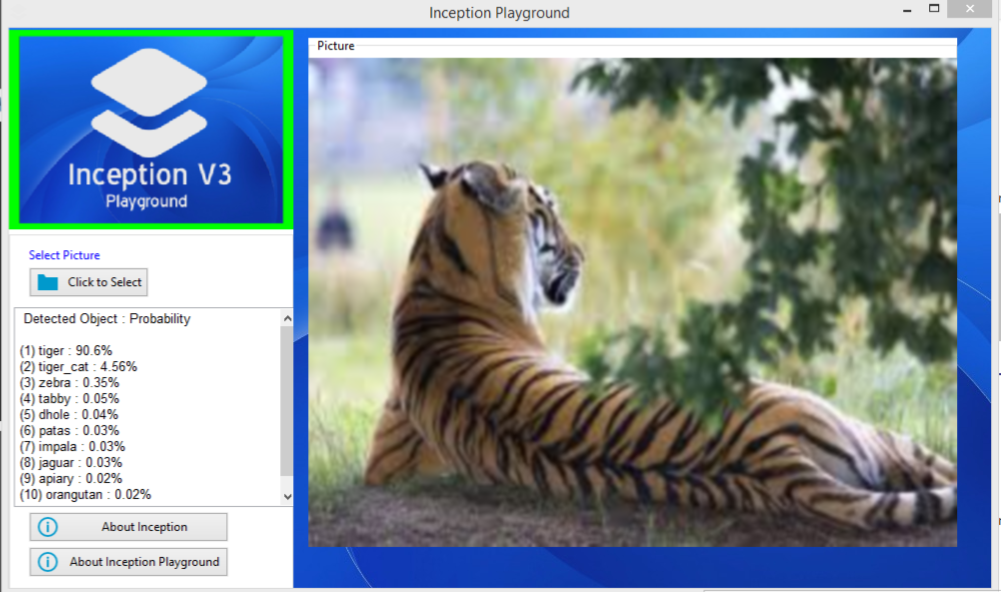 Inception Playground
Inception V3
Playground
Select Picture
Click to Select
Detected Object : Probability
(1) tiger : 90.6%
(2) tiger_cat : 4.56%
(3) zebra : 0.35%
(4) tabby : 0.05%
(5) dhole : 0.04%
(6) patas : 0.03%
(7) impala : 0.03%
(8) jaguar : 0.03%
(9) apiary : 0.02%
(10) orangutan : 0.02%
About Inception
About Inception Playground
Picture